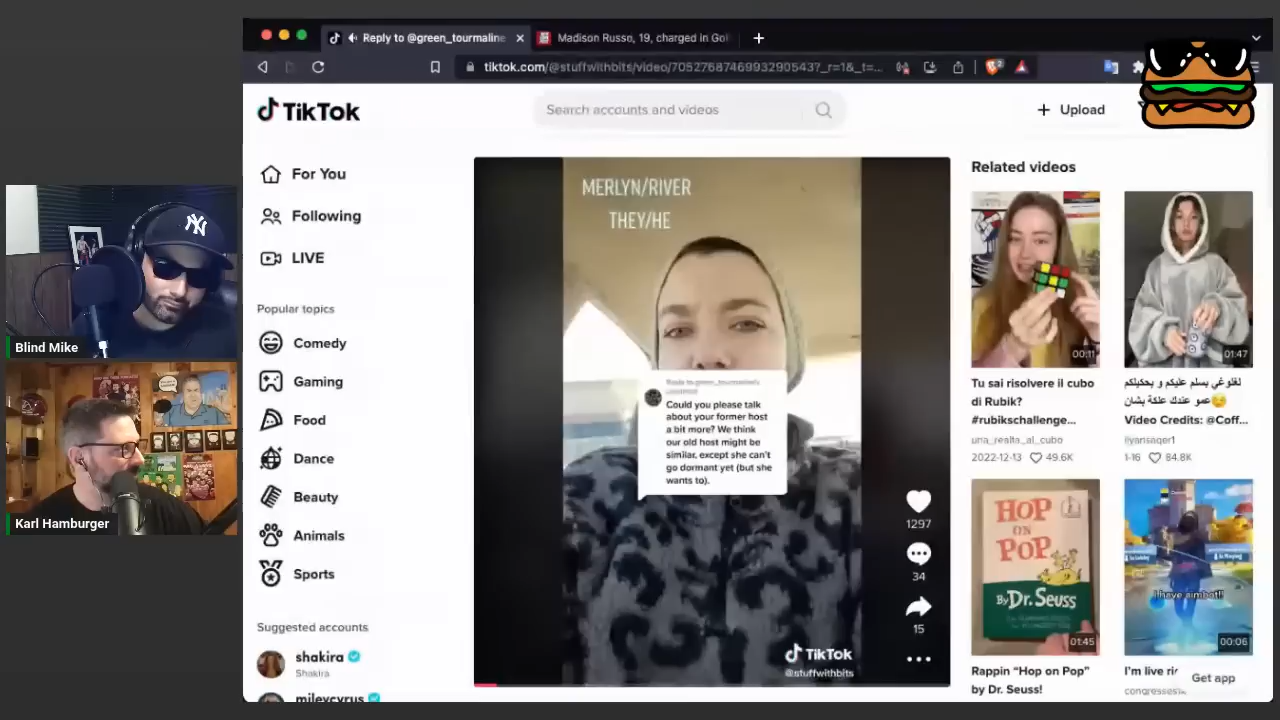 Reply to @green_tourmaline
Madison Russo, 19, charged in Gol
tiktok.com/@stuffwithbits/video/7052768746993290543?_r=1&_t=...
TikTok
Search accounts and videos
Upload
For You
Following
LIVE
Popular topics
Comedy
Gaming
Food
Dance
Beauty
Animals
Sports
Suggested accounts
shakira
Shakira
mileycyrus
MERLYN/RIVER
THEY/HE
Reply to green_tourmaline's
comment
Could you please talk
about your former host
a bit more? We think
our old host might be
similar, except she can't
go dormant yet (but she
wants to).
1297
34
15
TikTok
@stuffwithbits
Related videos
00:11
Tu sai risolvere il cubo
di Rubik?
#rubikschallenge...
una_realta_al_cubo
2022-12-13 49.6K
01:47
Video Credits: @Coff...
ilyansaqer1
1-16 84.8K
HOP
ON
POP
By Dr. Seuss
01:45
Rappin “Hop on Pop”
by Dr. Seuss!
I have aimbot!!
00:06
I'm live
Get app
Blind Mike
Karl Hamburger